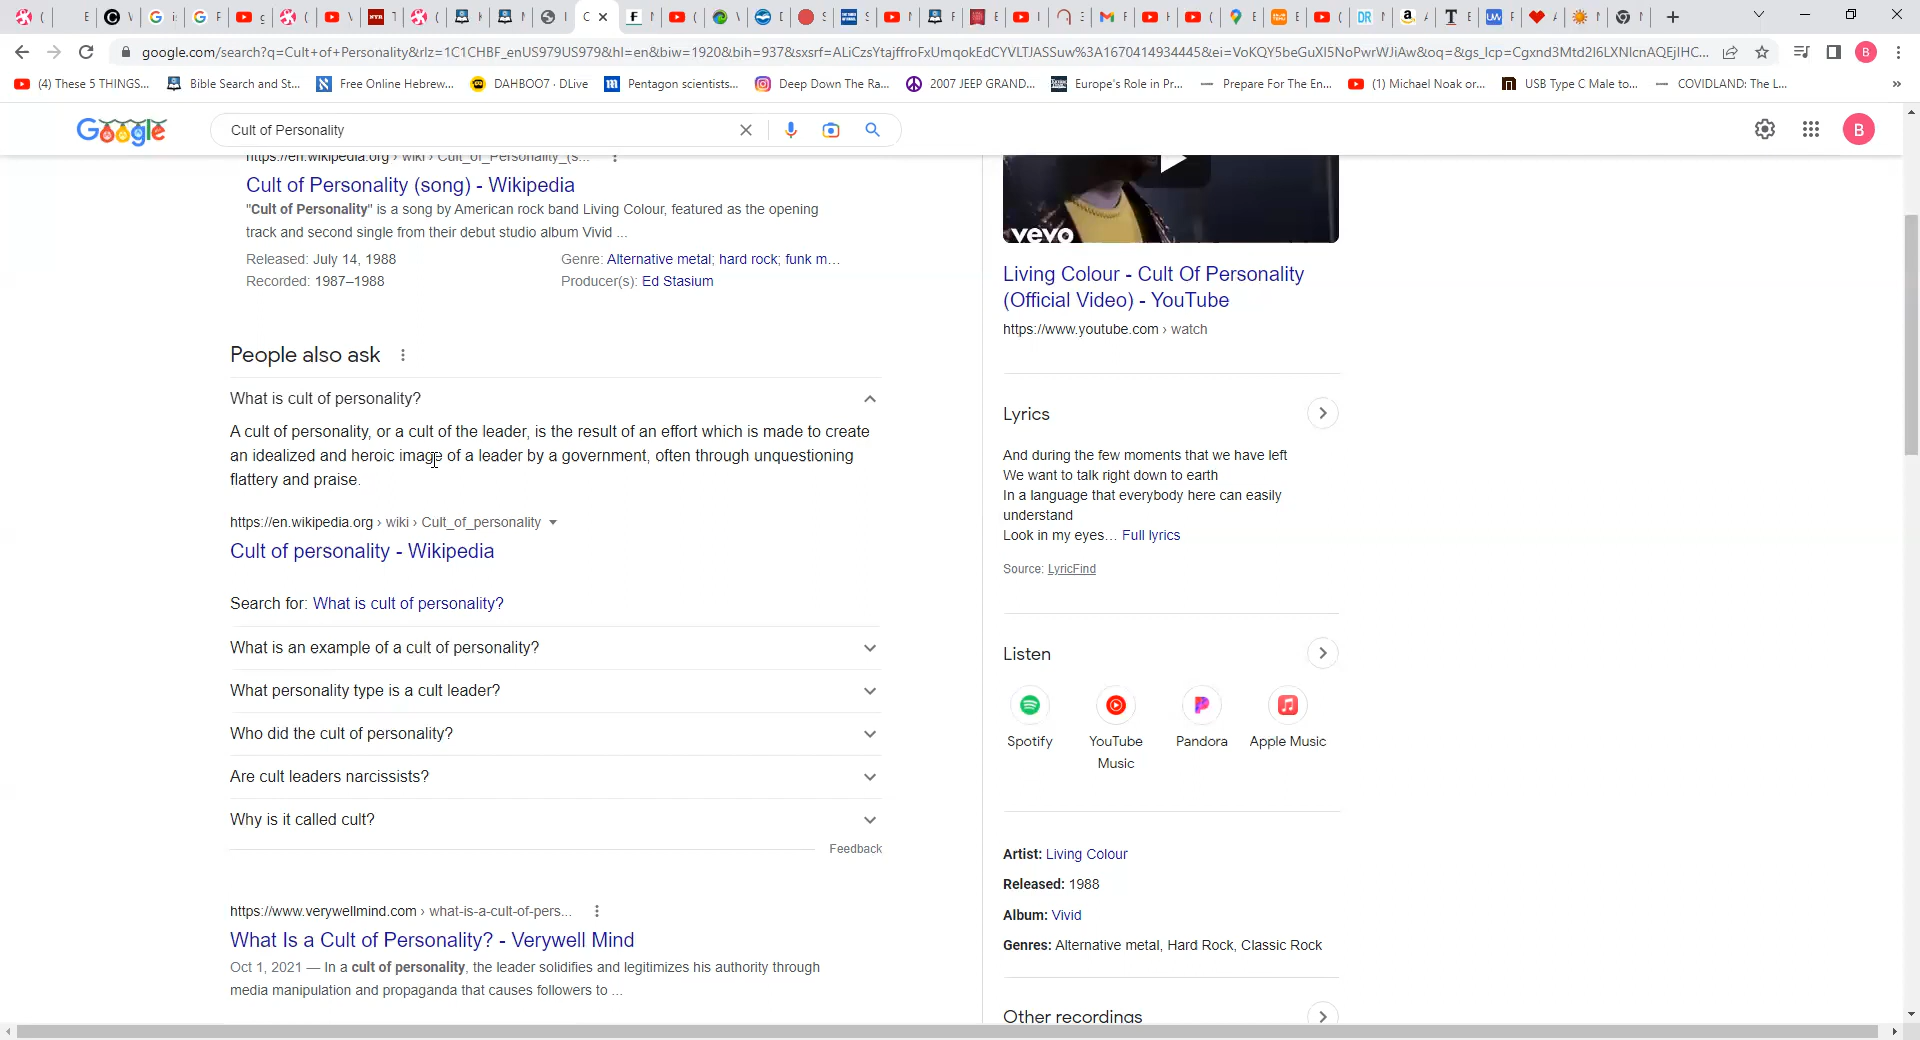 google.com/search?q=Cult+of+Personality&rlz=1C1CHBF_enUS979US979&hl=en&biw=1920&bih=937&sxsrf=ALiCzsYtajffroFxUmqokEdCYVLTJASSuw%3A1670414934445&ei=VoKQY5beGuXI5NoPwrWJiAw&oq=&gs_lcp=Cgxnd3Mtd2l6LXNlcnAQEjIHC...
B
(4) These 5 THINGS...
Bible Search and St...
Free Online Hebrew...
DAHBOO7 · DLive
Pentagon scientists...
Deep Down The Ra...
2007 JEEP GRAND...
Europe's Role in Pr...
Prepare For The En...
(1) Michael Noak or...
USB Type C Male to...
COVIDLAND: The L...
»
Google
Cult of Personality
B
https://en.wikipedia.org › wiki › Cult_of_Personality_(s...
Cult of Personality (song) - Wikipedia
"Cult of Personality" is a song by American rock band Living Colour, featured as the opening
track and second single from their debut studio album Vivid ...
Released: July 14, 1988
Genre: Alternative metal; hard rock; funk m...
Recorded: 1987–1988
Producer(s): Ed Stasium
People also ask
What is cult of personality?
A cult of personality, or a cult of the leader, is the result of an effort which is made to create
an idealized and heroic image of a leader by a government, often through unquestioning
flattery and praise.
https://en.wikipedia.org › wiki › Cult_of_personality
Cult of personality - Wikipedia
Search for: What is cult of personality?
What is an example of a cult of personality?
What personality type is a cult leader?
Who did the cult of personality?
Are cult leaders narcissists?
Why is it called cult?
Feedback
https://www.verywellmind.com › what-is-a-cult-of-pers...
What Is a Cult of Personality? - Verywell Mind
Oct 1, 2021 — In a cult of personality, the leader solidifies and legitimizes his authority through
media manipulation and propaganda that causes followers to ...
vevo
Living Colour - Cult Of Personality
(Official Video) - YouTube
https://www.youtube.com › watch
Lyrics
And during the few moments that we have left
We want to talk right down to earth
In a language that everybody here can easily
understand
Look in my eyes... Full lyrics
Source: LyricFind
Listen
Spotify
YouTube
Music
Pandora
Apple Music
Artist: Living Colour
Released: 1988
Album: Vivid
Genres: Alternative metal, Hard Rock, Classic Rock
Other recordings